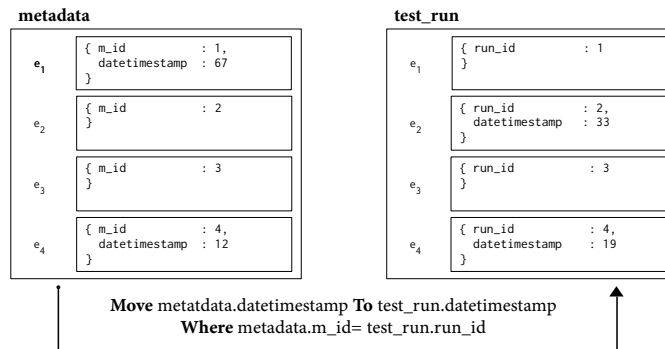 metadata
e1
{ m_id : 1,
datetimestamp : 67
}
e2
{ m_id : 2
}
e3
{ m_id : 3
}
e4
{ m_id : 4,
datetimestamp : 12
}
test_run
e1
{ run_id : 1
}
e2
{ run_id : 2,
datetimestamp : 33
}
e3
{ run_id : 3
}
e4
{ run_id : 4,
datetimestamp : 19
}
Move metatdata.datetimestamp To test_run.datetimestamp
Where metadata.m_id= test_run.run_id